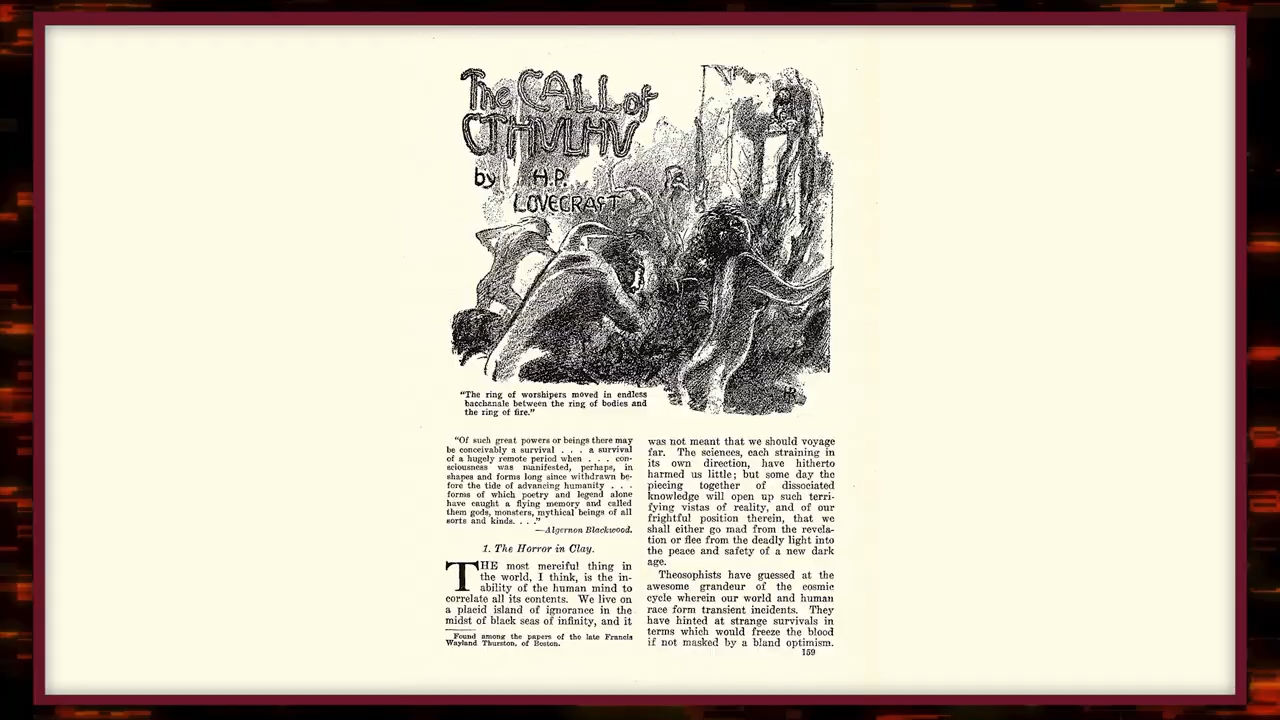 The CALL of
CTHULHU
by H.P.
LOVECRAFT
"The ring of worshipers moved in endless
bacchanale between the ring of bodies and
the ring of fire."
"Of such great powers or beings there may
be conceivably a survival . . . a survival
of a hugely remote period when . . . con-
sciousness was manifested, perhaps, in
shapes and forms long since withdrawn be-
fore the tide of advancing humanity . . .
forms of which poetry and legend alone
have caught a flying memory and called
them gods, monsters, mythical beings of all
sorts and kinds. . . ."
—Algernon Blackwood.
1. The Horror in Clay.
THE most merciful thing in
the world, I think, is the in-
ability of the human mind to
correlate all its contents. We live on
a placid island of ignorance in the
midst of black seas of infinity, and it
Found among the papers of the late Francis
Wayland Thurston, of Boston.
was not meant that we should voyage
far. The sciences, each straining in
its own direction, have hitherto
harmed us little; but some day the
piecing together of dissociated
knowledge will open up such terri-
fying vistas of reality, and of our
frightful position therein, that we
shall either go mad from the revela-
tion or flee from the deadly light into
the peace and safety of a new dark
age.
Theosophists have guessed at the
awesome grandeur of the cosmic
cycle wherein our world and human
race form transient incidents. They
have hinted at strange survivals in
terms which would freeze the blood
if not masked by a bland optimism.
159